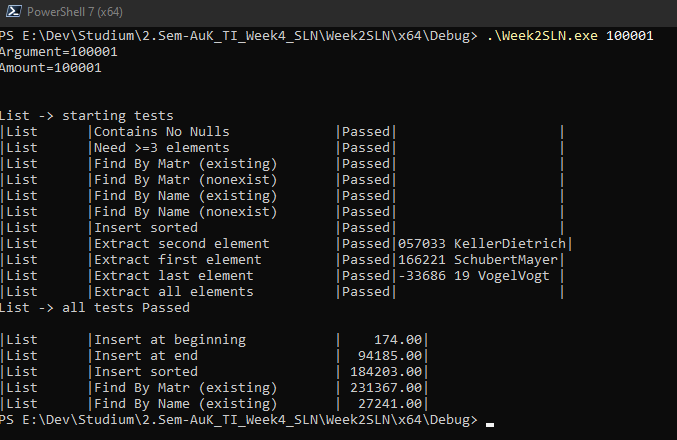 PowerShell 7 (x64)
PS E:\Dev\Studium\2.Sem-AuK_TI_Week4_SLN\Week2SLN\x64\Debug> .\Week2SLN.exe 100001
Argument=100001
Amount=100001
List -> starting tests
|List      |Contains No Nulls             |Passed|                    |
|List      |Need >=3 elements             |Passed|                    |
|List      |Find By Matr (existing)       |Passed|                    |
|List      |Find By Matr (nonexist)       |Passed|                    |
|List      |Find By Name (existing)       |Passed|                    |
|List      |Find By Name (nonexist)       |Passed|                    |
|List      |Insert sorted                 |Passed|                    |
|List      |Extract second element        |Passed|057033 KellerDietrich|
|List      |Extract first element         |Passed|166221 SchubertMayer|
|List      |Extract last element          |Passed|-33686 19 VogelVogt |
|List      |Extract all elements          |Passed|                    |
List -> all tests Passed
|List      |Insert at beginning           |    174.00|
|List      |Insert at end                 |  94185.00|
|List      |Insert sorted                 | 184203.00|
|List      |Find By Matr (existing)       | 231367.00|
|List      |Find By Name (existing)       |  27241.00|
PS E:\Dev\Studium\2.Sem-AuK_TI_Week4_SLN\Week2SLN\x64\Debug>